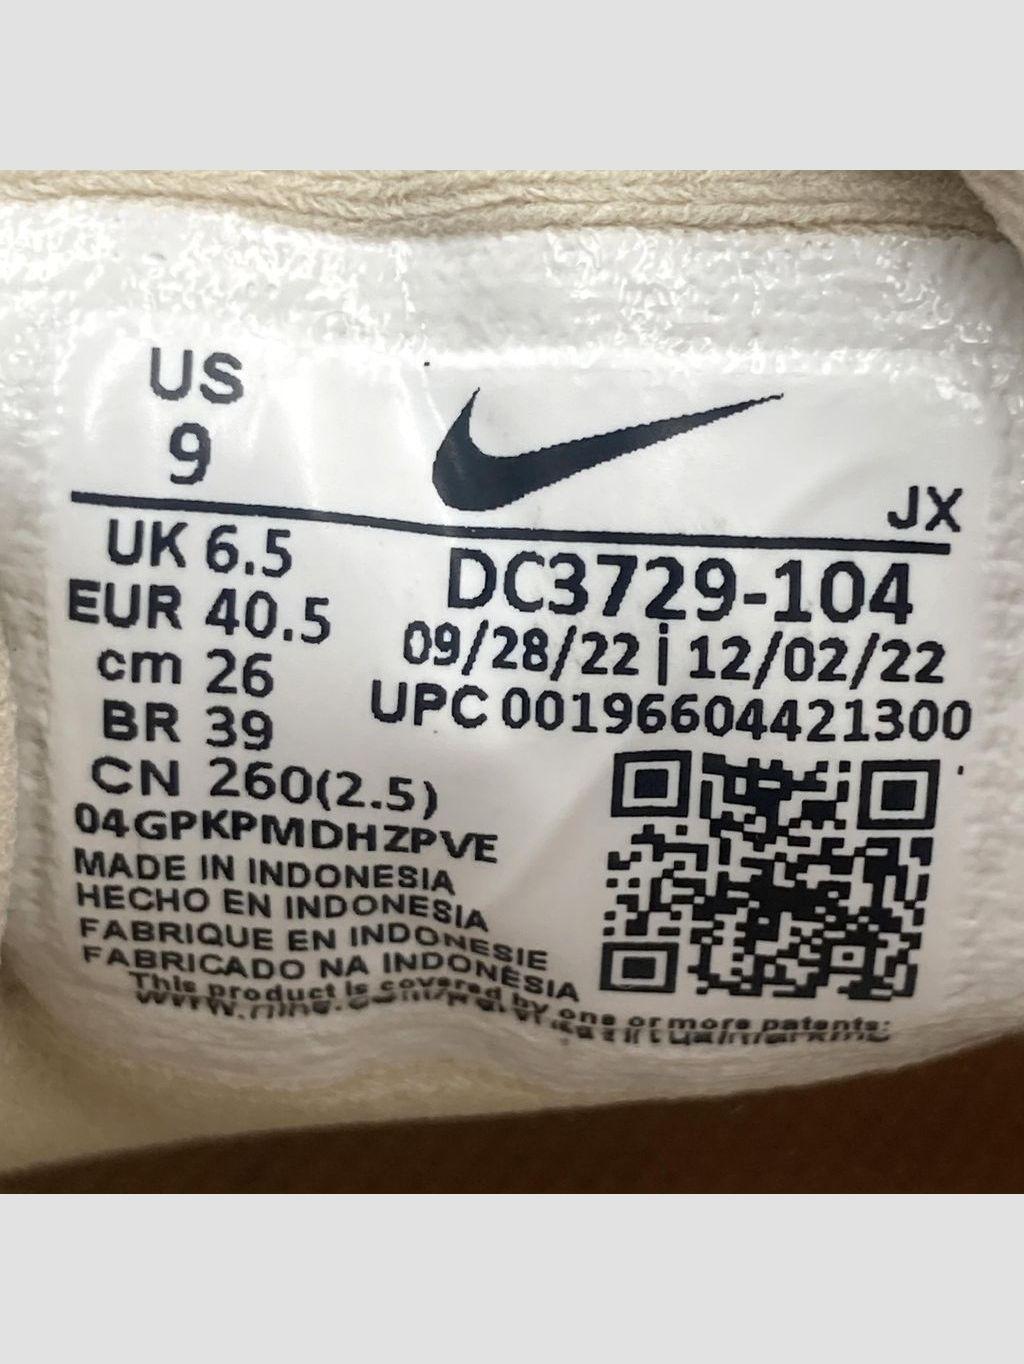 US
9
JX
UK 6.5
EUR 40.5
cm 26
BR 39
CN 260(2.5)
DC3729-104
09/28/22 | 12/02/22
UPC 00196604421300
04GPKPMDHZPVE
MADE IN INDONESIA
HECHO EN INDONESIA
FABRIQUE EN INDONESIE
FABRICADO NA INDONÉSIA
This product is covered by one or more patents: